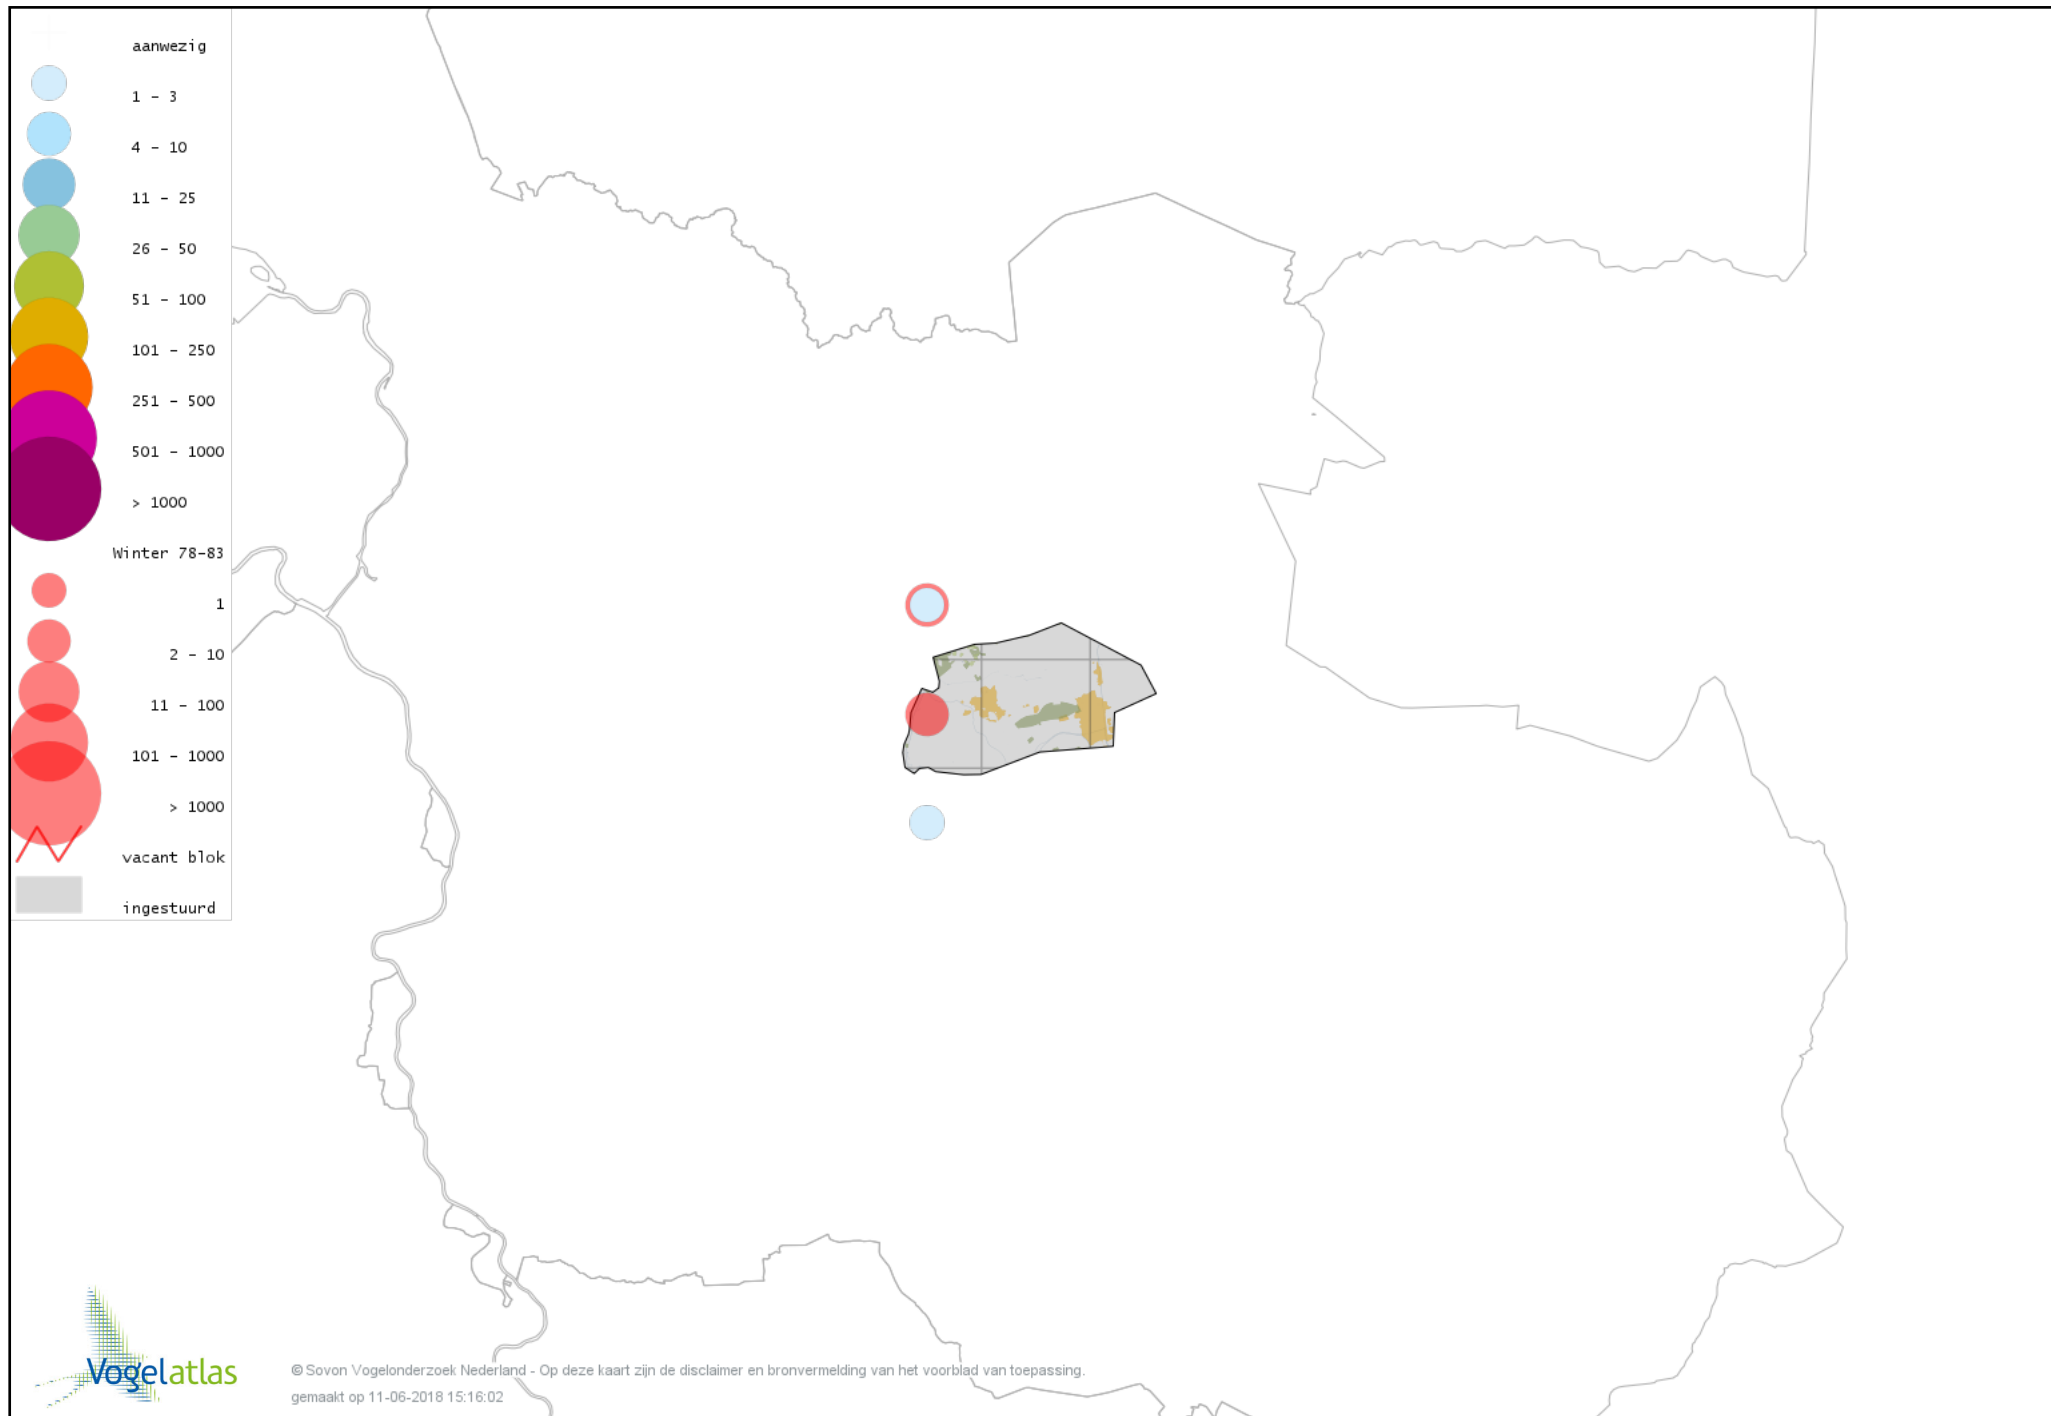 aanwezig
1 - 3
4 - 10
11 - 25
26 - 50
51 - 100
101 - 250
251 - 500
501 - 1000
> 1000
Winter 78-83
1
2 - 10
11 - 100
101 - 1000
> 1000
vacant blok
ingestuurd
Vogelatlas
© Sovon Vogelonderzoek Nederland - Op deze kaart zijn de disclaimer en bronvermelding van het voorblad van toepassing.
gemaakt op 11-06-2018 15:16:02